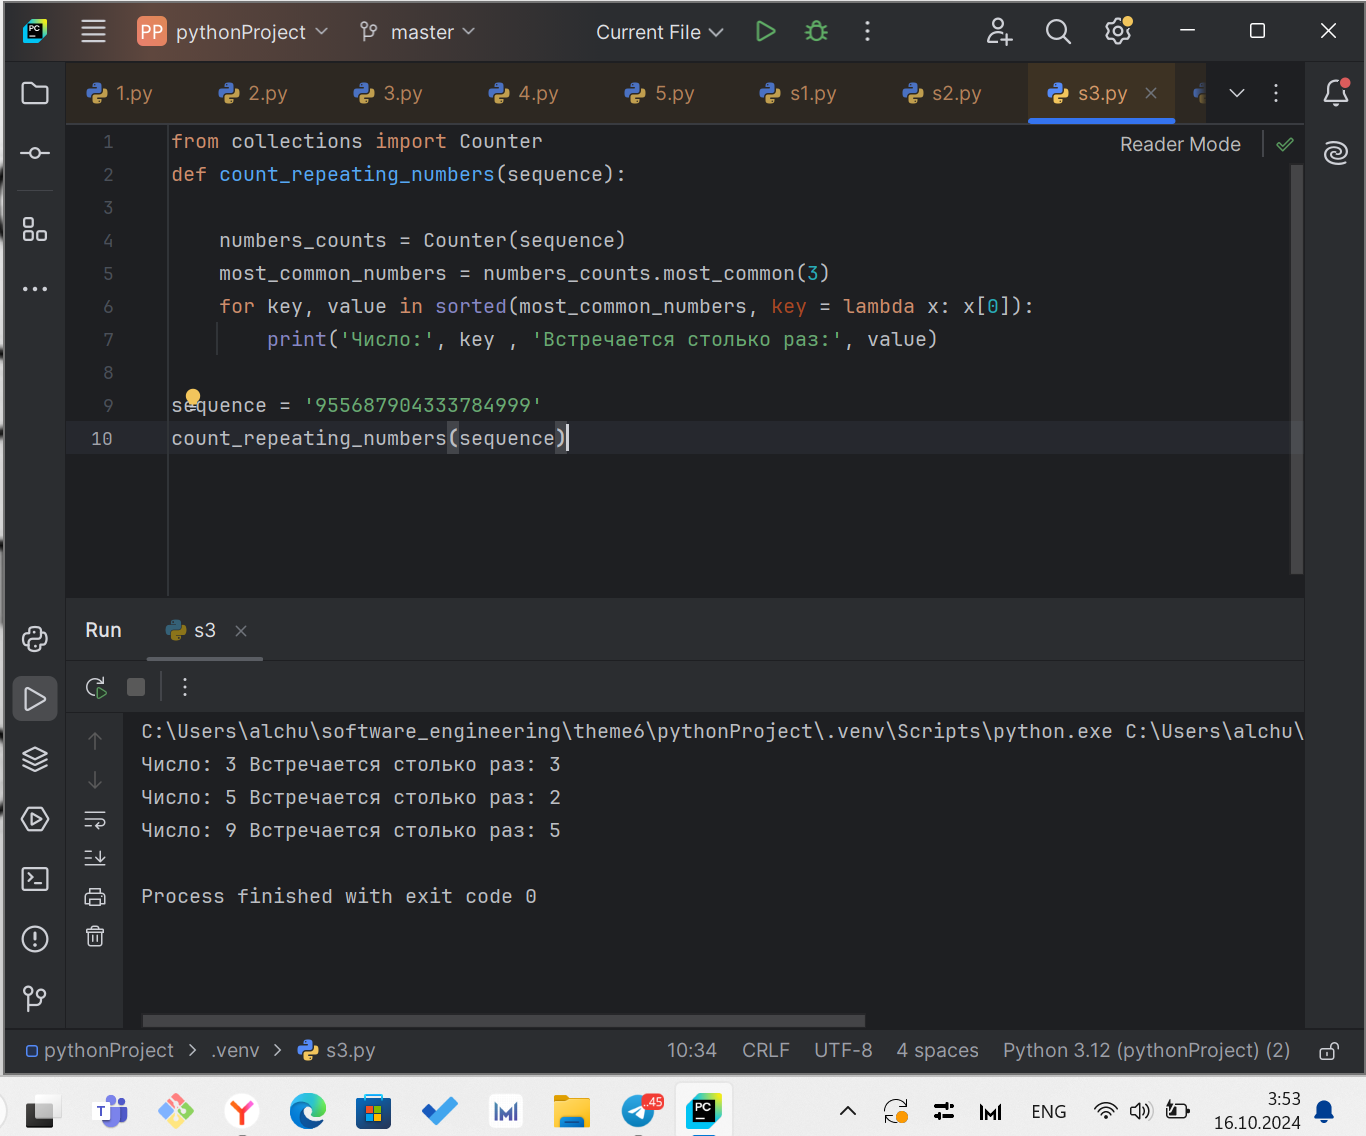 PC PP pythonProject master Current File
1.py 2.py 3.py 4.py 5.py s1.py s2.py s3.py
Reader Mode
1 from collections import Counter
2 def count_repeating_numbers(sequence):
3
4 numbers_counts = Counter(sequence)
5 most_common_numbers = numbers_counts.most_common(3)
6 for key, value in sorted(most_common_numbers, key = lambda x: x[0]):
7 print('Число:', key , 'Встречается столько раз:', value)
8
9 sequence = '955687904333784999'
10 count_repeating_numbers(sequence)
Run s3
C:\Users\alchu\software_engineering\theme6\pythonProject\.venv\Scripts\python.exe C:\Users\alchu\
Число: 3 Встречается столько раз: 3
Число: 5 Встречается столько раз: 2
Число: 9 Встречается столько раз: 5
Process finished with exit code 0
pythonProject > .venv > s3.py 10:34 CRLF UTF-8 4 spaces Python 3.12 (pythonProject) (2)
T ..45 PC ENG 3:53
16.10.2024